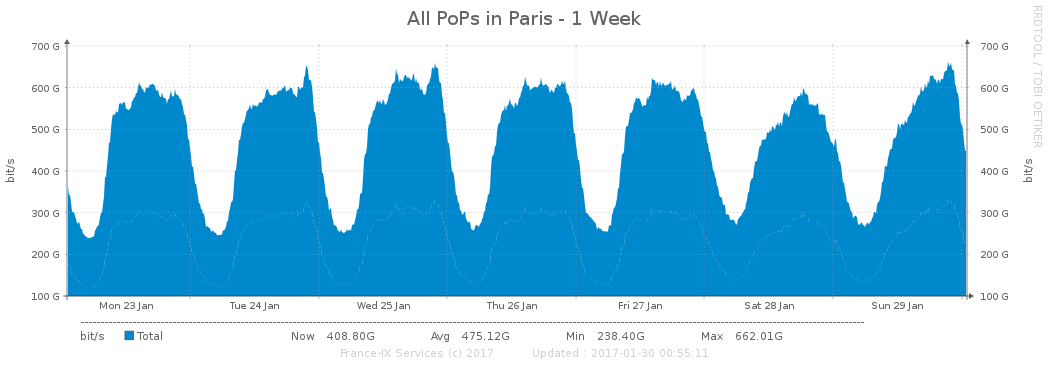 All PoPs in Paris - 1 Week
RRDTOOL / TOBI OETIKER
700 G 700 G
600 G 600 G
500 G 500 G
400 G 400 G
300 G 300 G
200 G 200 G
100 G 100 G
bit/s
bit/s
Mon 23 Jan Tue 24 Jan Wed 25 Jan Thu 26 Jan Fri 27 Jan Sat 28 Jan Sun 29 Jan
bit/s Total Now 408.80G Avg 475.12G Min 238.40G Max 662.01G
France-IX Services (c) 2017 Updated : 2017-01-30 00:55:11